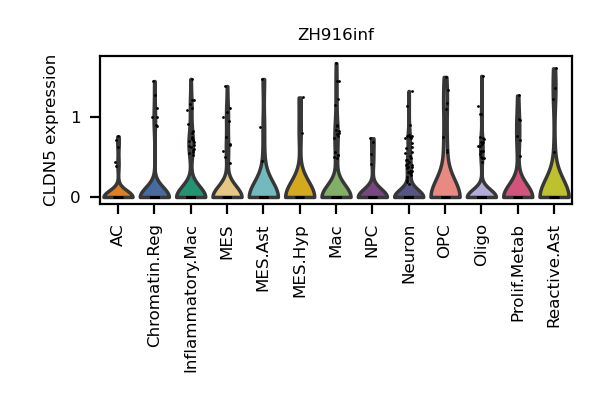 ZH916inf
CLDN5 expression
1
0
AC
Chromatin.Reg
Inflammatory.Mac
MES
MES.Ast
MES.Hyp
Mac
NPC
Neuron
OPC
Oligo
Prolif.Metab
Reactive.Ast